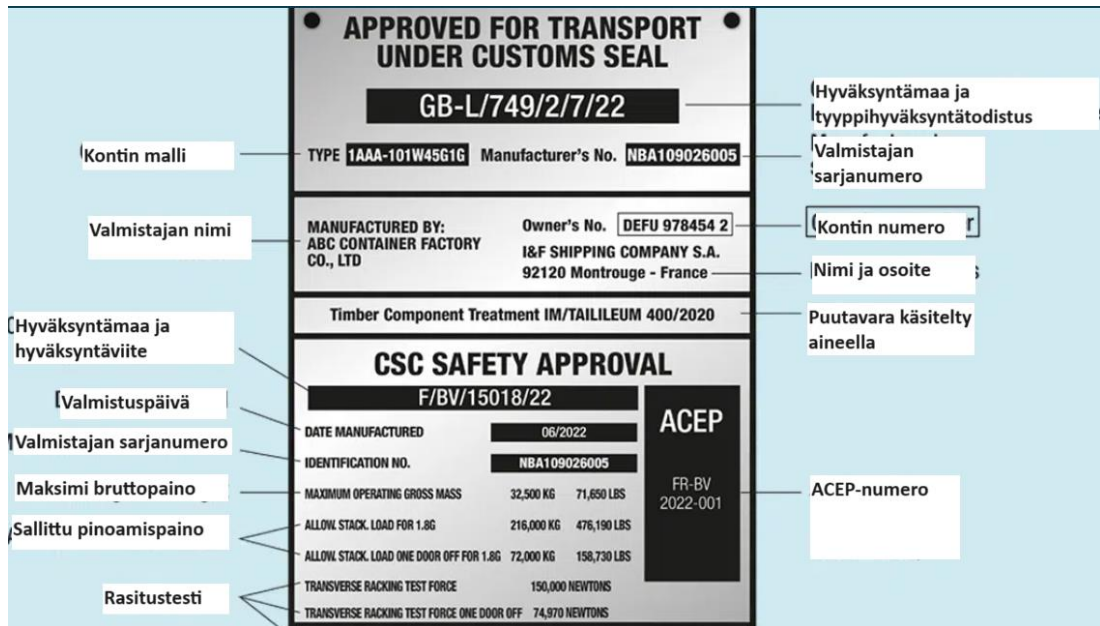 APPROVED FOR TRANSPORT
UNDER CUSTOMS SEAL
GB-L/749/2/7/22
Hyväksyntämaa ja
tyyppihyväksyntätodistus
Kontin malli
TYPE 1AAA-101W45G1G Manufacturer's No. NBA109026005
Valmistajan
sarjanumero
Valmistajan nimi
MANUFACTURED BY:
ABC CONTAINER FACTORY
CO., LTD
Owner's No. DEFU 978454 2
I&F SHIPPING COMPANY S.A.
92120 Montrouge - France
Kontin numero
Nimi ja osoite
Timber Component Treatment IM/TAILILEUM 400/2020
Puutavara käsitelty
aineella
Hyväksyntämaa ja
hyväksyntäviite
CSC SAFETY APPROVAL
F/BV/15018/22
Valmistuspäivä
DATE MANUFACTURED 06/2022
Valmistajan sarjanumero
IDENTIFICATION NO. NBA109026005
Maksimi bruttopaino
MAXIMUM OPERATING GROSS MASS 32,500 KG 71,650 LBS
Sallittu pinoamispaino
ALLOW. STACK. LOAD FOR 1.8G 216,000 KG 476,190 LBS
ALLOW. STACK. LOAD ONE DOOR OFF FOR 1.8G 72,000 KG 158,730 LBS
Rasitustesti
TRANSVERSE RACKING TEST FORCE 150,000 NEWTONS
TRANSVERSE RACKING TEST FORCE ONE DOOR OFF 74,970 NEWTONS
ACEP
FR-BV
2022-001
ACEP-numero